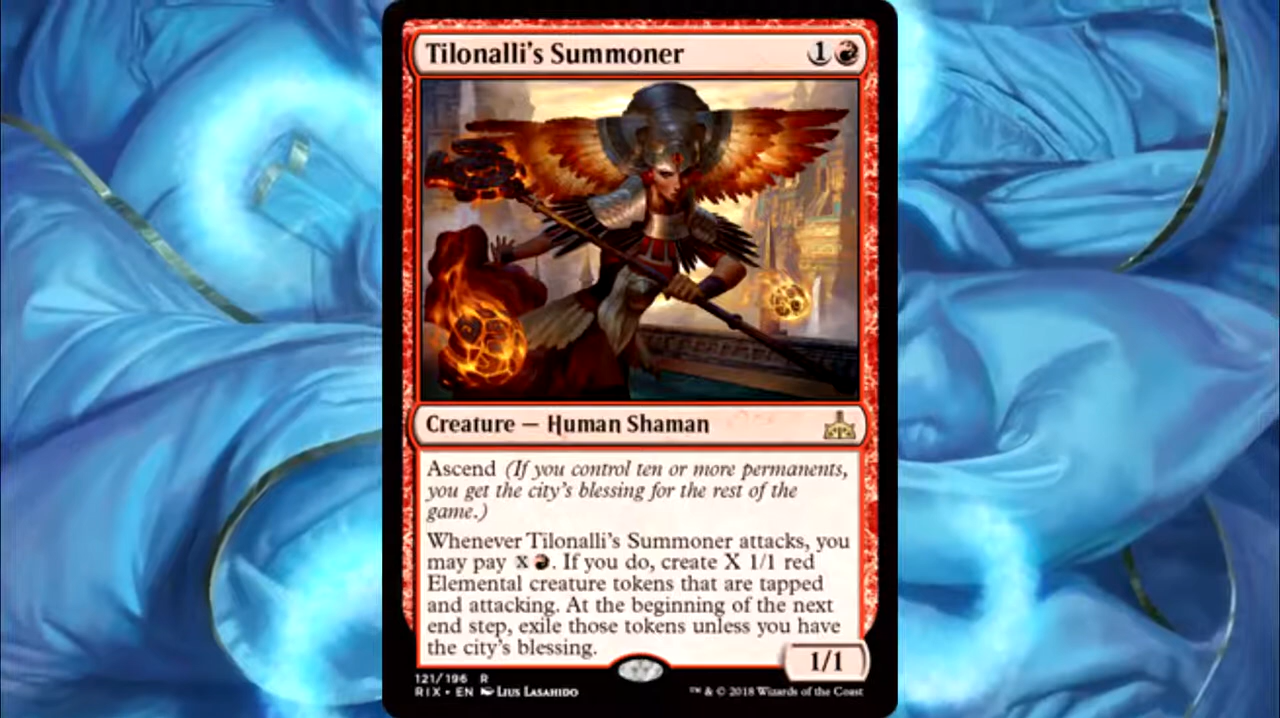 Tilonalli's Summoner 1
Creature — Human Shaman
Ascend (If you control ten or more permanents,
you get the city's blessing for the rest of the
game.)
Whenever Tilonalli's Summoner attacks, you
may pay X . If you do, create X 1/1 red
Elemental creature tokens that are tapped
and attacking. At the beginning of the next
end step, exile those tokens unless you have
the city's blessing.
1/1
121/196 R
RIX • EN Lius Lasahido
™ & © 2018 Wizards of the Coast